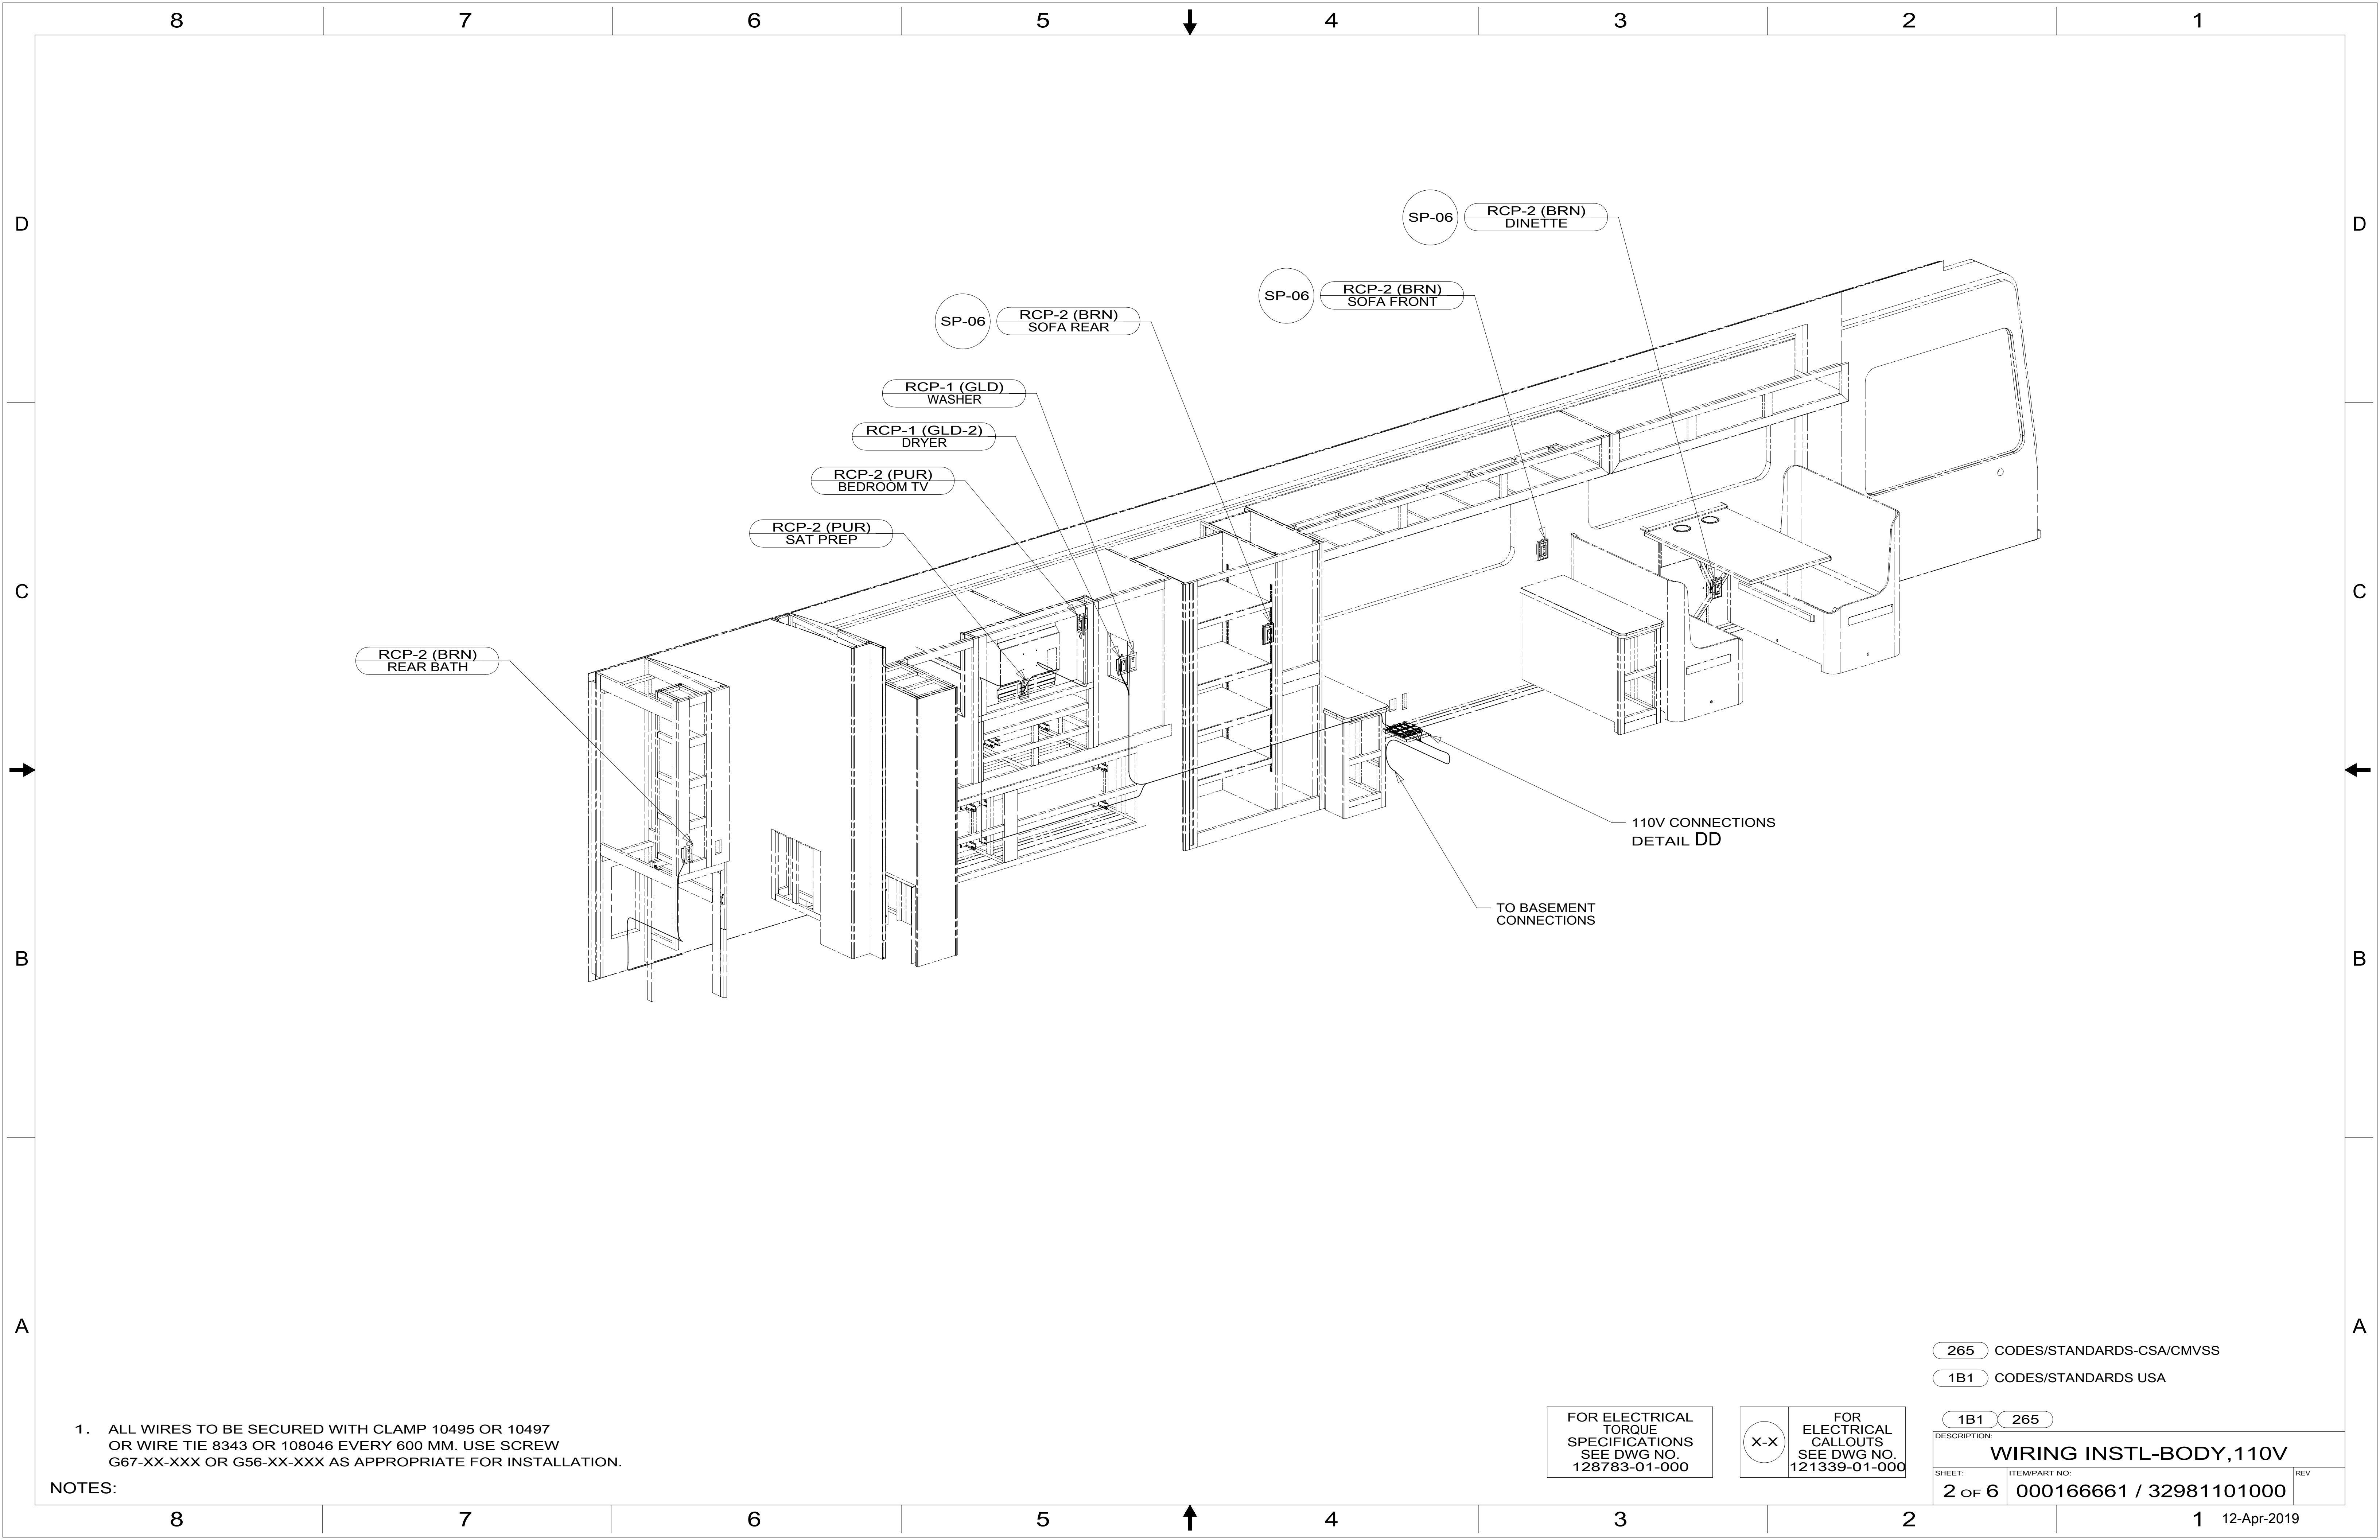 8 7 6 5 4 3 2 1
D D
SP-06 RCP-2 (BRN)
DINETTE
SP-06 RCP-2 (BRN)
SOFA FRONT
SP-06 RCP-2 (BRN)
SOFA REAR
RCP-1 (GLD)
WASHER
RCP-1 (GLD-2)
DRYER
RCP-2 (PUR)
BEDROOM TV
RCP-2 (PUR)
SAT PREP
C C
RCP-2 (BRN)
REAR BATH
110V CONNECTIONS
DETAIL DD
TO BASEMENT
CONNECTIONS
B B
A A
265 CODES/STANDARDS-CSA/CMVSS
1B1 CODES/STANDARDS USA
1. ALL WIRES TO BE SECURED WITH CLAMP 10495 OR 10497
OR WIRE TIE 8343 OR 108046 EVERY 600 MM. USE SCREW
G67-XX-XXX OR G56-XX-XXX AS APPROPRIATE FOR INSTALLATION.
NOTES:
FOR ELECTRICAL
TORQUE
SPECIFICATIONS
SEE DWG NO.
128783-01-000
X-X
FOR
ELECTRICAL
CALLOUTS
SEE DWG NO.
121339-01-000
1B1 265
DESCRIPTION:
WIRING INSTL-BODY,110V
SHEET: ITEM/PART NO: REV
2 OF 6 000166661 / 32981101000
8 7 6 5 4 3 2 1 12-Apr-2019